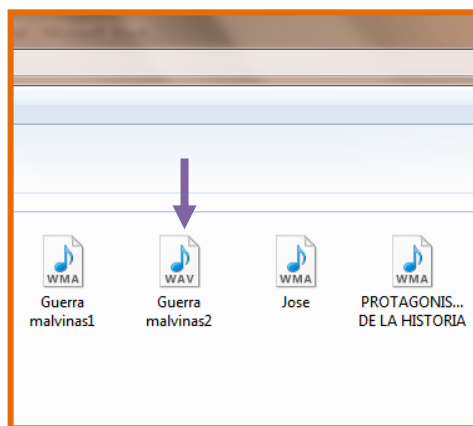 WMA
WAV
WMA
WMA
Guerra
malvinas1
Guerra
malvinas2
Jose
PROTAGONIS...
DE LA HISTORIA